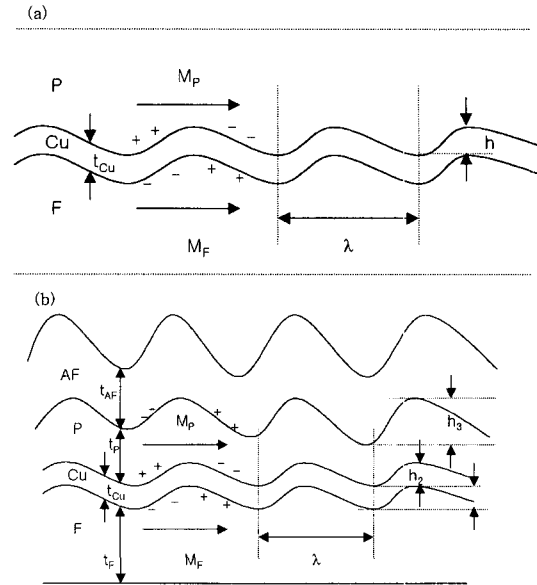 (a)
P
M_P
Cu
+ +
− −
t_Cu
h
− −
+ +
F
M_F
λ
(b)
AF
t_AF
− − + +
P
M_P
h_3
t_P
+ + − −
Cu
h_2
t_Cu
− − + +
F
t_F
M_F
λ